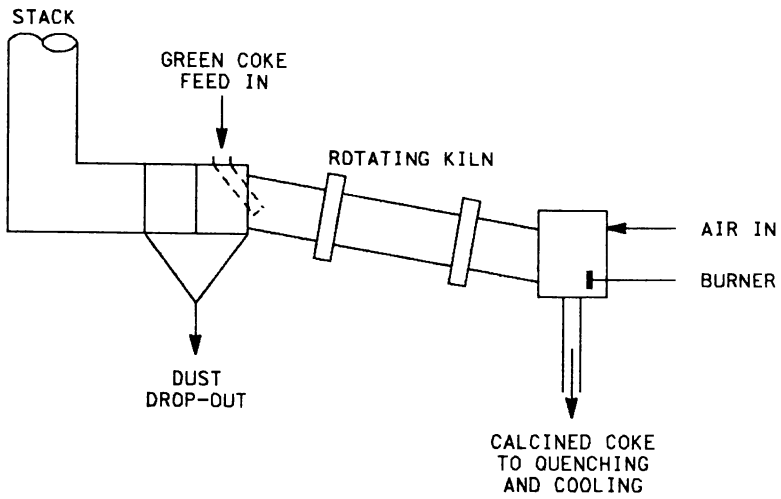 STACK
GREEN COKE
FEED IN
ROTATING KILN
AIR IN
BURNER
DUST
DROP-OUT
CALCINED COKE
TO QUENCHING
AND COOLING